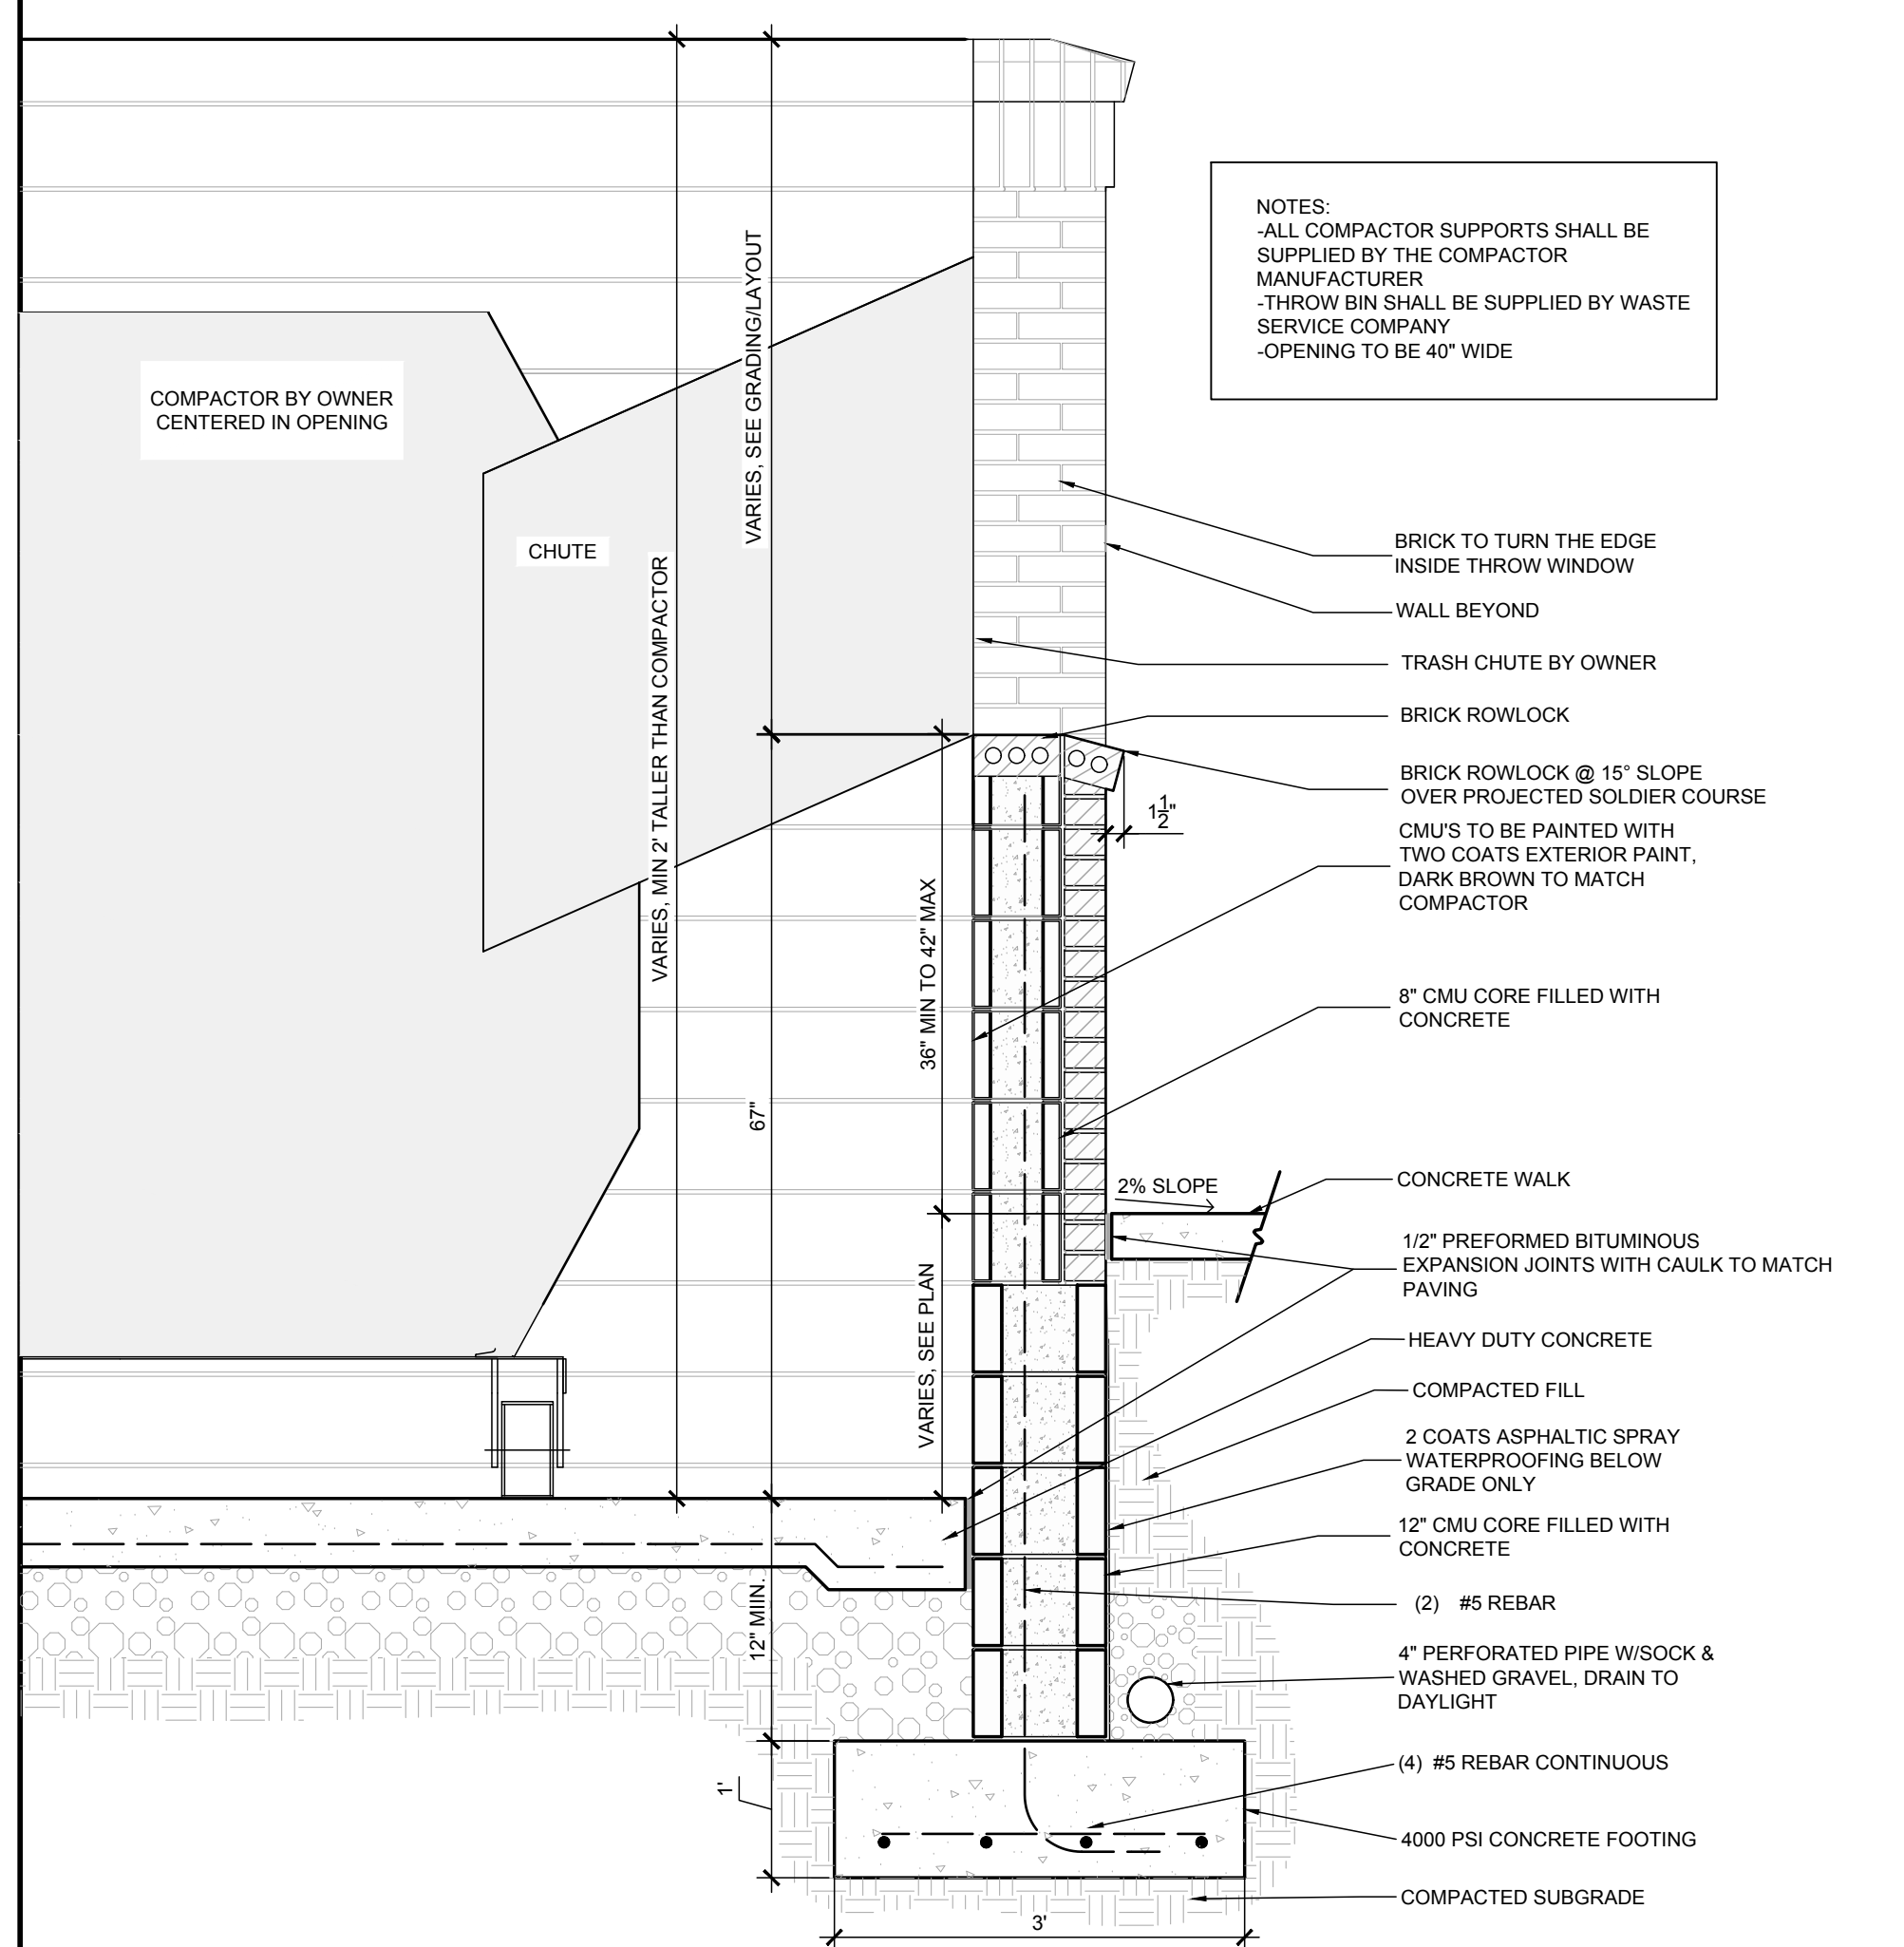 NOTES:
-ALL COMPACTOR SUPPORTS SHALL BE
SUPPLIED BY THE COMPACTOR
MANUFACTURER
-THROW BIN SHALL BE SUPPLIED BY WASTE
SERVICE COMPANY
-OPENING TO BE 40" WIDE
COMPACTOR BY OWNER
CENTERED IN OPENING
CHUTE
VARIES, SEE GRADING/LAYOUT
VARIES, MIN 2' TALLER THAN COMPACTOR
67"
36" MIN TO 42" MAX
VARIES, SEE PLAN
12" MIIN.
1'
3'
1 1/2"
2% SLOPE
BRICK TO TURN THE EDGE
INSIDE THROW WINDOW
WALL BEYOND
TRASH CHUTE BY OWNER
BRICK ROWLOCK
BRICK ROWLOCK @ 15° SLOPE
OVER PROJECTED SOLDIER COURSE
CMU'S TO BE PAINTED WITH
TWO COATS EXTERIOR PAINT,
DARK BROWN TO MATCH
COMPACTOR
8" CMU CORE FILLED WITH
CONCRETE
CONCRETE WALK
1/2" PREFORMED BITUMINOUS
EXPANSION JOINTS WITH CAULK TO MATCH
PAVING
HEAVY DUTY CONCRETE
COMPACTED FILL
2 COATS ASPHALTIC SPRAY
WATERPROOFING BELOW
GRADE ONLY
12" CMU CORE FILLED WITH
CONCRETE
(2) #5 REBAR
4" PERFORATED PIPE W/SOCK &
WASHED GRAVEL, DRAIN TO
DAYLIGHT
(4) #5 REBAR CONTINUOUS
4000 PSI CONCRETE FOOTING
COMPACTED SUBGRADE